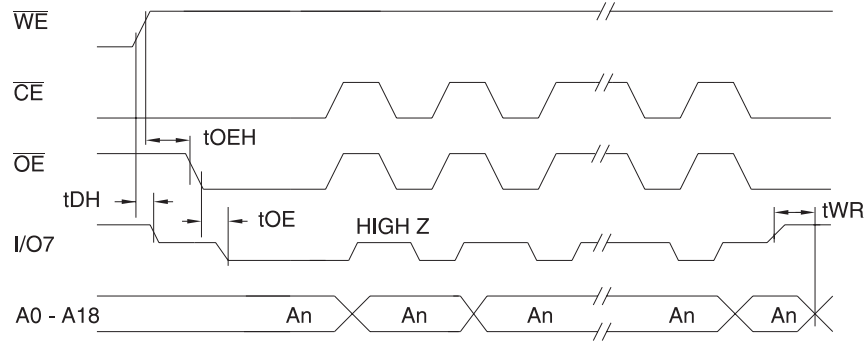 WE
CE
tOEH
OE
tDH
tOE
HIGH Z
tWR
I/O7
A0 - A18 An An An An An